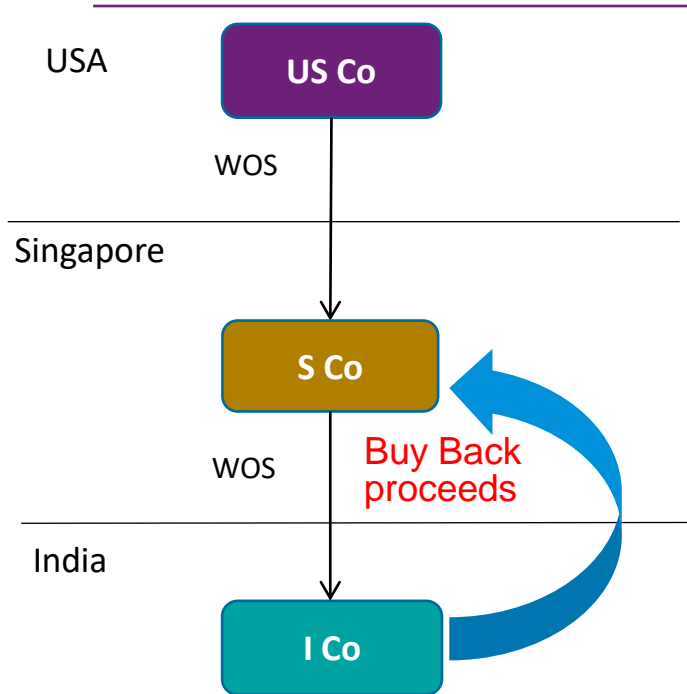 USA
US Co
WOS
Singapore
S Co
WOS
Buy Back
proceeds
India
I Co